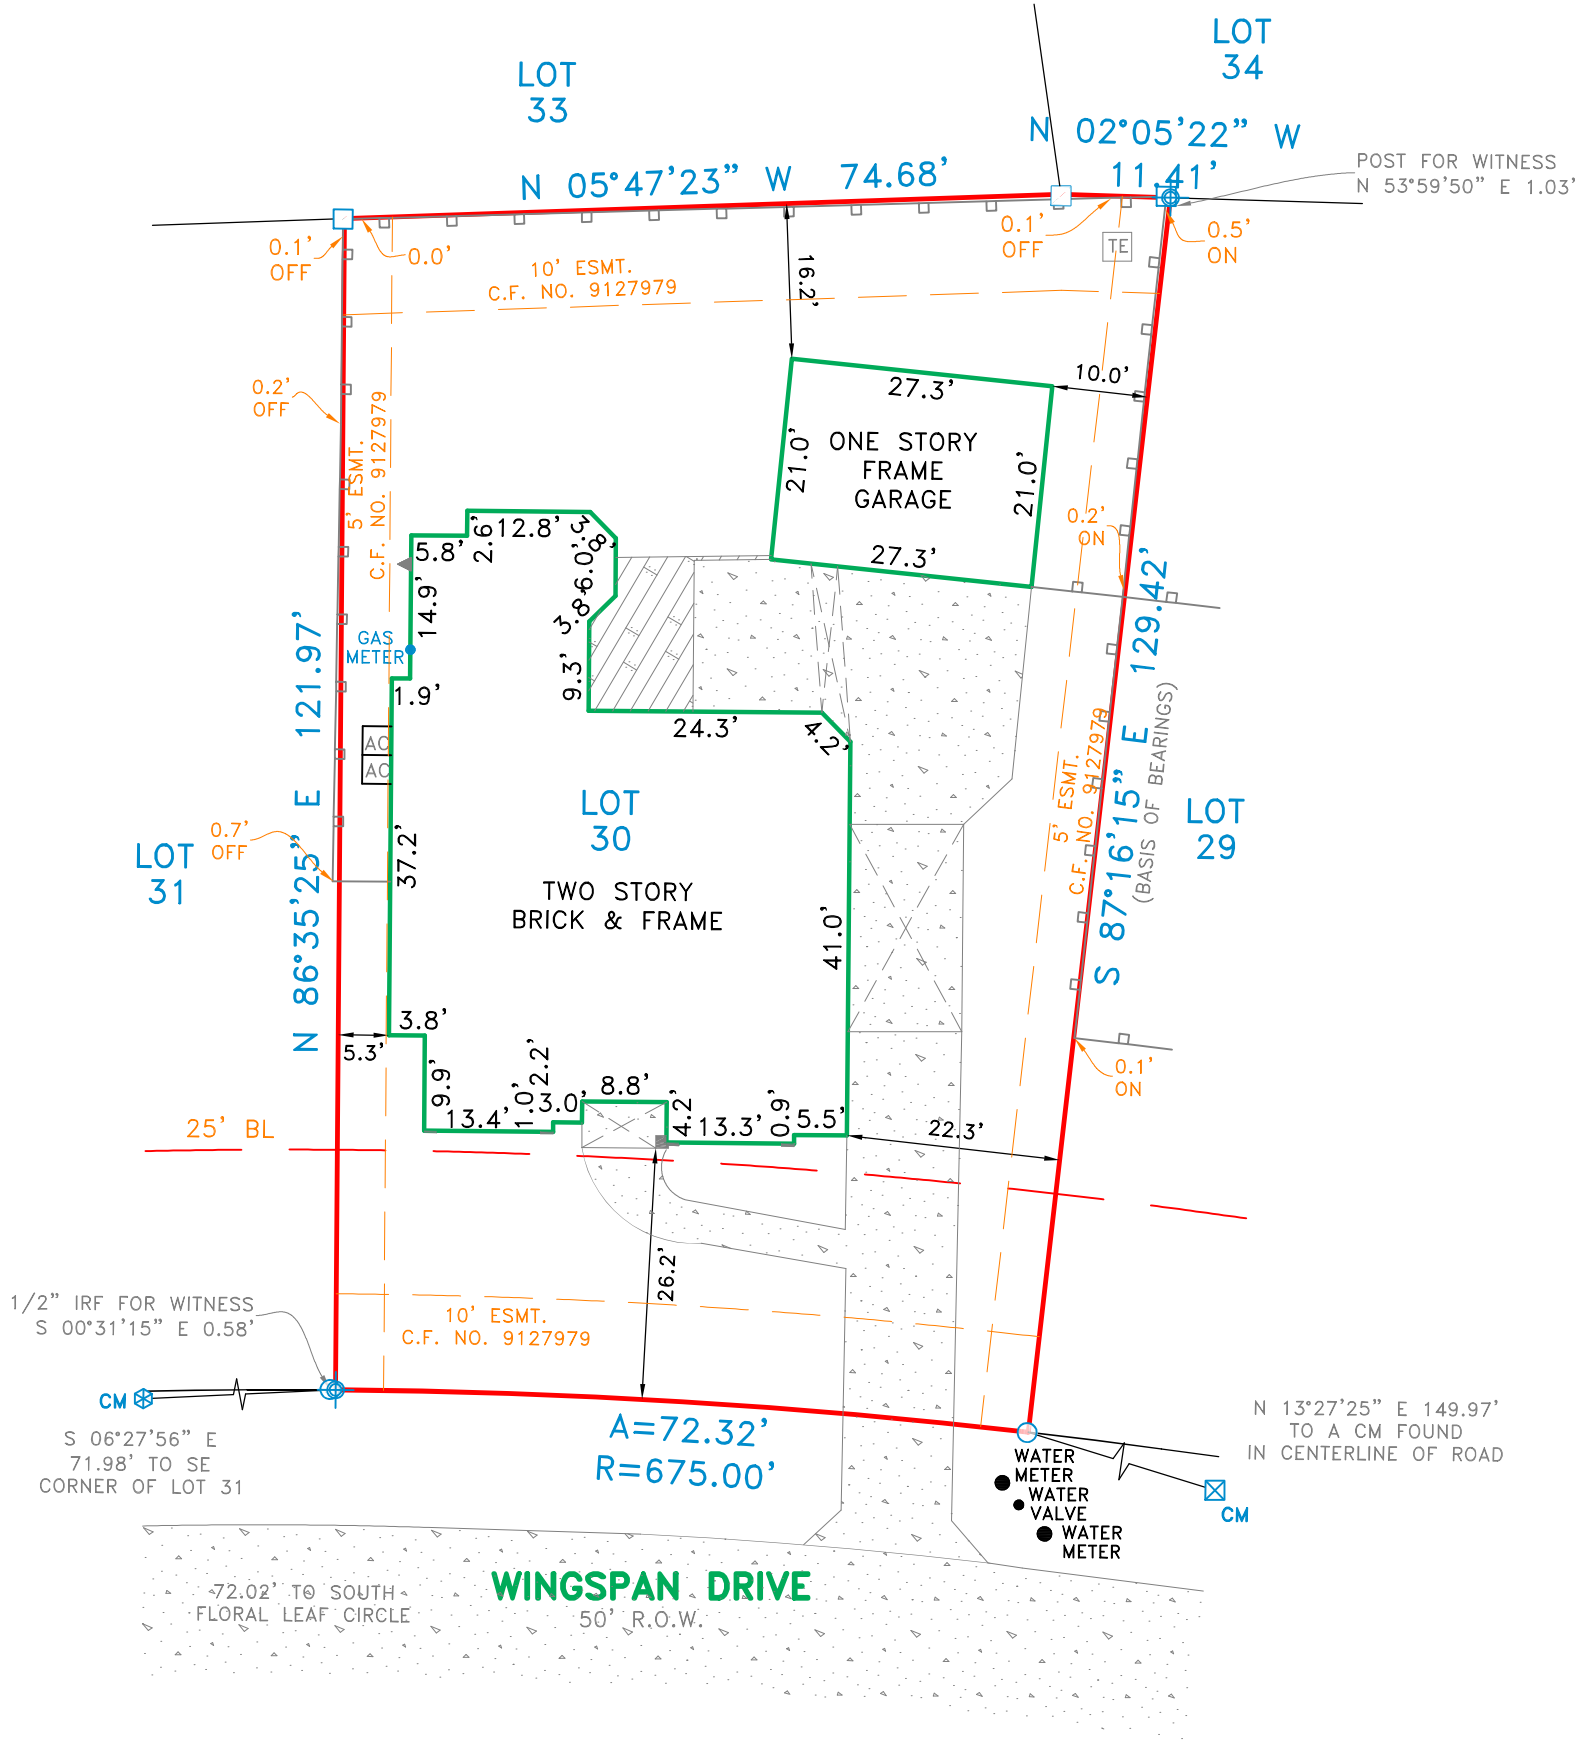 LOT
34
LOT
33
N 02°05'22" W
11.41'
POST FOR WITNESS
N 53°59'50" E 1.03'
N 05°47'23" W 74.68'
0.1'
OFF
0.0'
0.1'
OFF
TE
0.5'
ON
10' ESMT.
C.F. NO. 9127979
16.2'
0.2'
OFF
5' ESMT.
C.F. NO. 9127979
27.3'
10.0'
21.0'
ONE STORY
FRAME
GARAGE
21.0'
27.3'
0.2'
ON
5.8'
2.6'
12.8'
3.8'
6.0'
3.8'
14.9'
GAS
METER
9.3'
1.9'
24.3'
4.2'
AC
AC
N 86°35'25" E 121.97'
S 87°16'15" E 129.42'
(BASIS OF BEARINGS)
5' ESMT.
C.F. NO. 9127979
LOT
30
LOT
29
0.7'
OFF
LOT
31
37.2'
TWO STORY
BRICK & FRAME
41.0'
3.8'
5.3'
9.9'
13.4'
1.0'
2.2'
3.0'
8.8'
4.2'
13.3'
0.9'
5.5'
22.3'
0.1'
ON
25' BL
26.2'
1/2" IRF FOR WITNESS
S 00°31'15" E 0.58'
10' ESMT.
C.F. NO. 9127979
CM
S 06°27'56" E
71.98' TO SE
CORNER OF LOT 31
A=72.32'
R=675.00'
N 13°27'25" E 149.97'
TO A CM FOUND
IN CENTERLINE OF ROAD
WATER
METER
WATER
VALVE
WATER
METER
CM
WINGSPAN DRIVE
50' R.O.W.
72.02' TO SOUTH
FLORAL LEAF CIRCLE